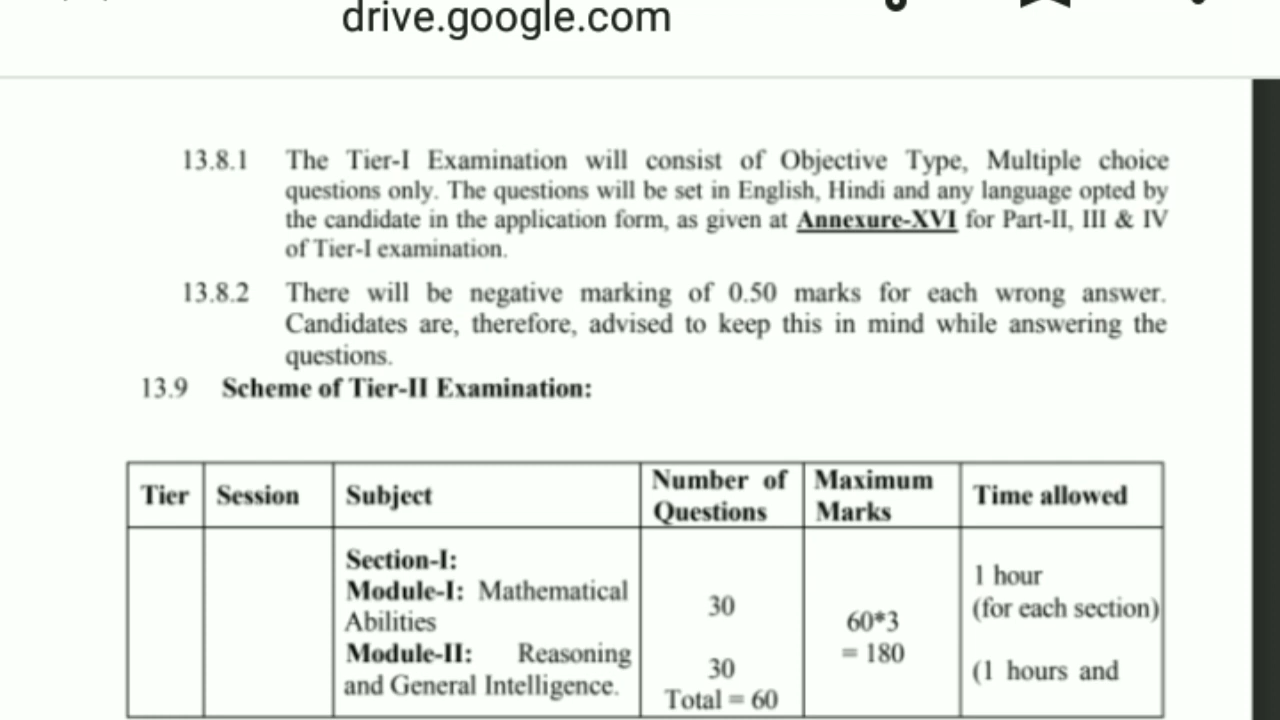 drive.google.com
13.8.1 The Tier-I Examination will consist of Objective Type, Multiple choice
questions only. The questions will be set in English, Hindi and any language opted by
the candidate in the application form, as given at Annexure-XVI for Part-II, III & IV
of Tier-I examination.
13.8.2 There will be negative marking of 0.50 marks for each wrong answer.
Candidates are, therefore, advised to keep this in mind while answering the
questions.
13.9 Scheme of Tier-II Examination:
Tier Session Subject Number of Questions Maximum Marks Time allowed
Section-I:
Module-I: Mathematical
Abilities
Module-II: Reasoning
and General Intelligence.
30
30
Total = 60
60*3
= 180
1 hour
(for each section)
(1 hours and